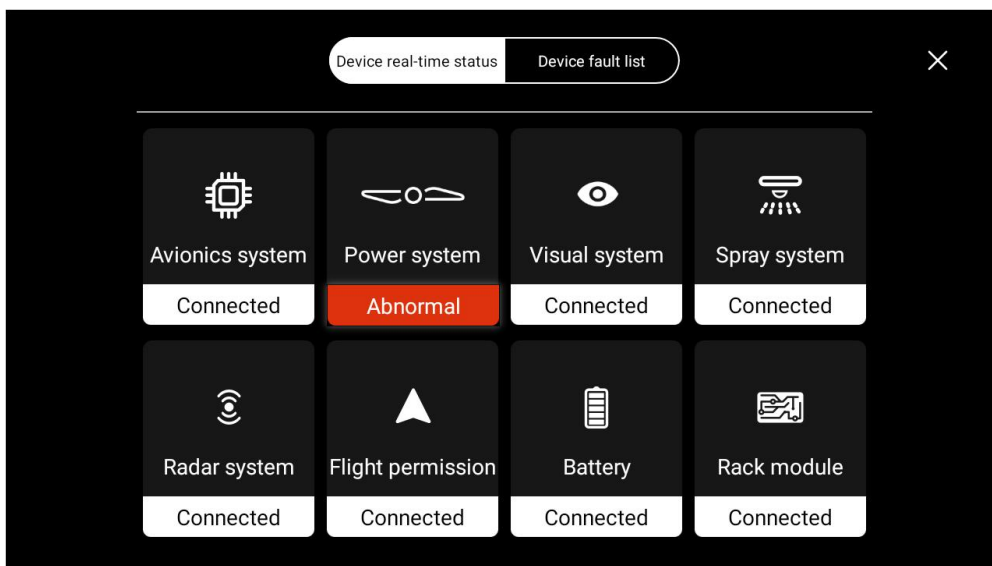 Device real-time status
Device fault list
Avionics system
Power system
Visual system
Spray system
Connected
Abnormal
Connected
Connected
Radar system
Flight permission
Battery
Rack module
Connected
Connected
Connected
Connected